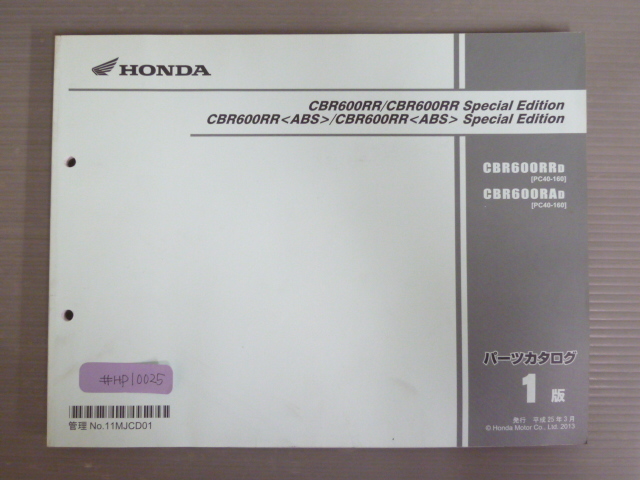 HONDA
CBR600RR/CBR600RR Special Edition
CBR600RR<ABS>/CBR600RR<ABS> Special Edition
CBR600RRD
[PC40-160]
CBR600RAD
[PC40-160]
パーツカタログ
1版
発行 平成25年3月
© Honda Motor Co., Ltd. 2013
#HP10025
管理 No.11MJCD01